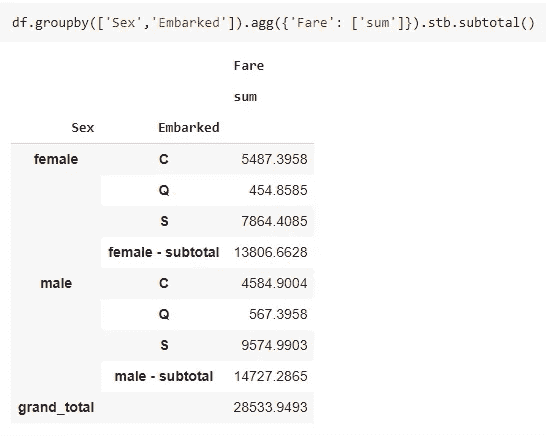 df.groupby(['Sex','Embarked']).agg({'Fare': ['sum']}).stb.subtotal()
Fare
sum
Sex Embarked
female C 5487.3958
Q 454.8585
S 7864.4085
female - subtotal 13806.6628
male C 4584.9004
Q 567.3958
S 9574.9903
male - subtotal 14727.2865
grand_total 28533.9493